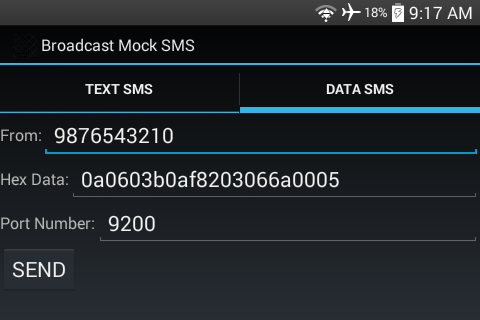 18% 9:17 AM
Broadcast Mock SMS
TEXT SMS DATA SMS
From: 9876543210
Hex Data: 0a0603b0af8203066a0005
Port Number: 9200
SEND